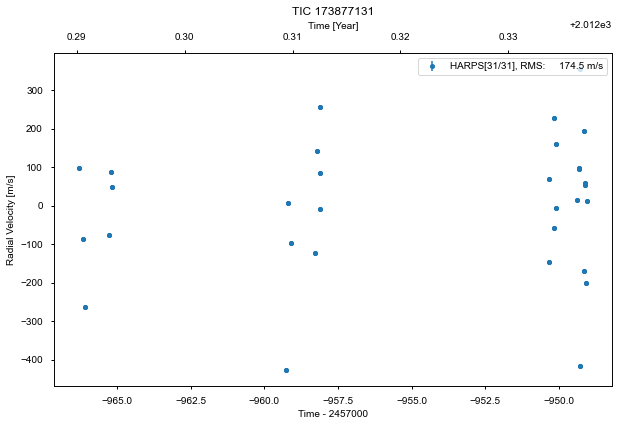 TIC 173877131
Time [Year]
+2.012e3
0.29 0.30 0.31 0.32 0.33
HARPS[31/31], RMS: 174.5 m/s
300
200
100
0
−100
−200
−300
−400
Radial Velocity [m/s]
−965.0 −962.5 −960.0 −957.5 −955.0 −952.5 −950.0
Time - 2457000